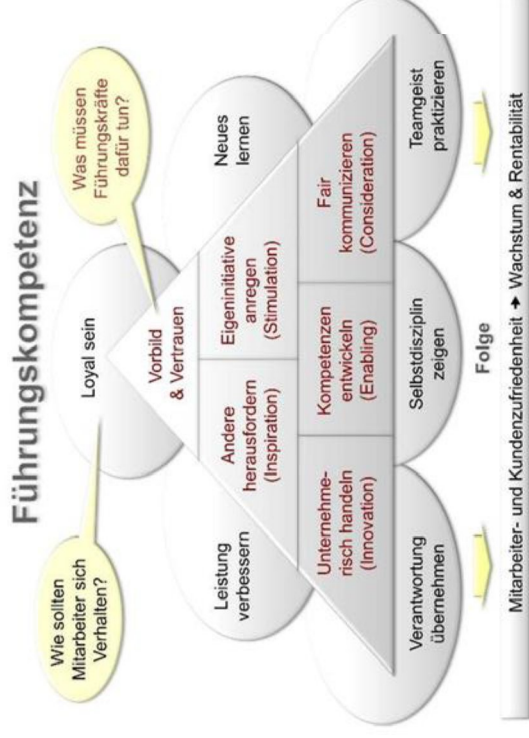 Führungskompetenz
Wie sollten
Mitarbeiter sich
Verhalten?
Was müssen
Führungskräfte
dafür tun?
Loyal sein
Vorbild
& Vertrauen
Leistung
verbessern
Andere
herausfordern
(Inspiration)
Eigeninitiative
anregen
(Stimulation)
Neues
lernen
Unternehme-
risch handeln
(Innovation)
Kompetenzen
entwickeln
(Enabling)
Fair
kommunizieren
(Consideration)
Verantwortung
übernehmen
Selbstdisziplin
zeigen
Teamgeist
praktizieren
Folge
Mitarbeiter- und Kundenzufriedenheit ➔ Wachstum & Rentabilität